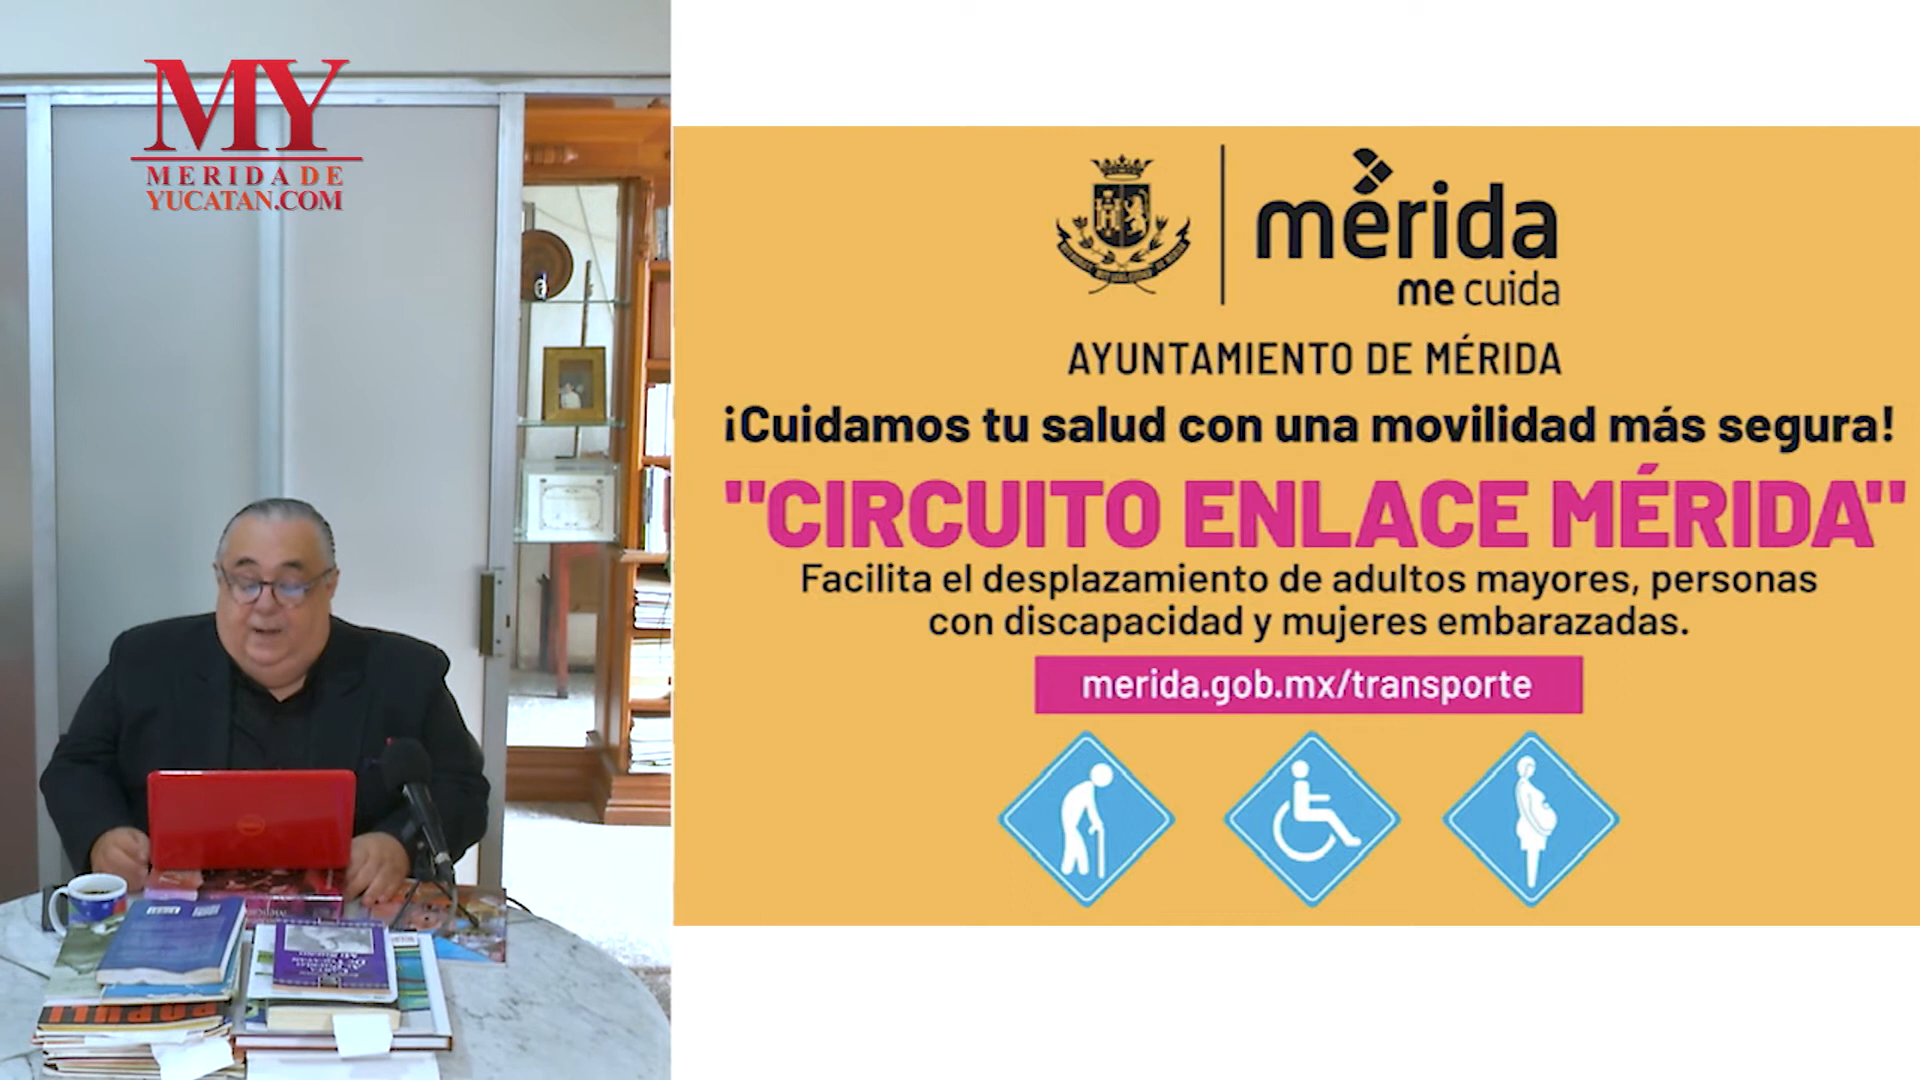 MY
MERIDA DE
YUCATAN.COM
mérida
me cuida
AYUNTAMIENTO DE MÉRIDA
¡Cuidamos tu salud con una movilidad más segura!
"CIRCUITO ENLACE MÉRIDA"
Facilita el desplazamiento de adultos mayores, personas
con discapacidad y mujeres embarazadas.
merida.gob.mx/transporte